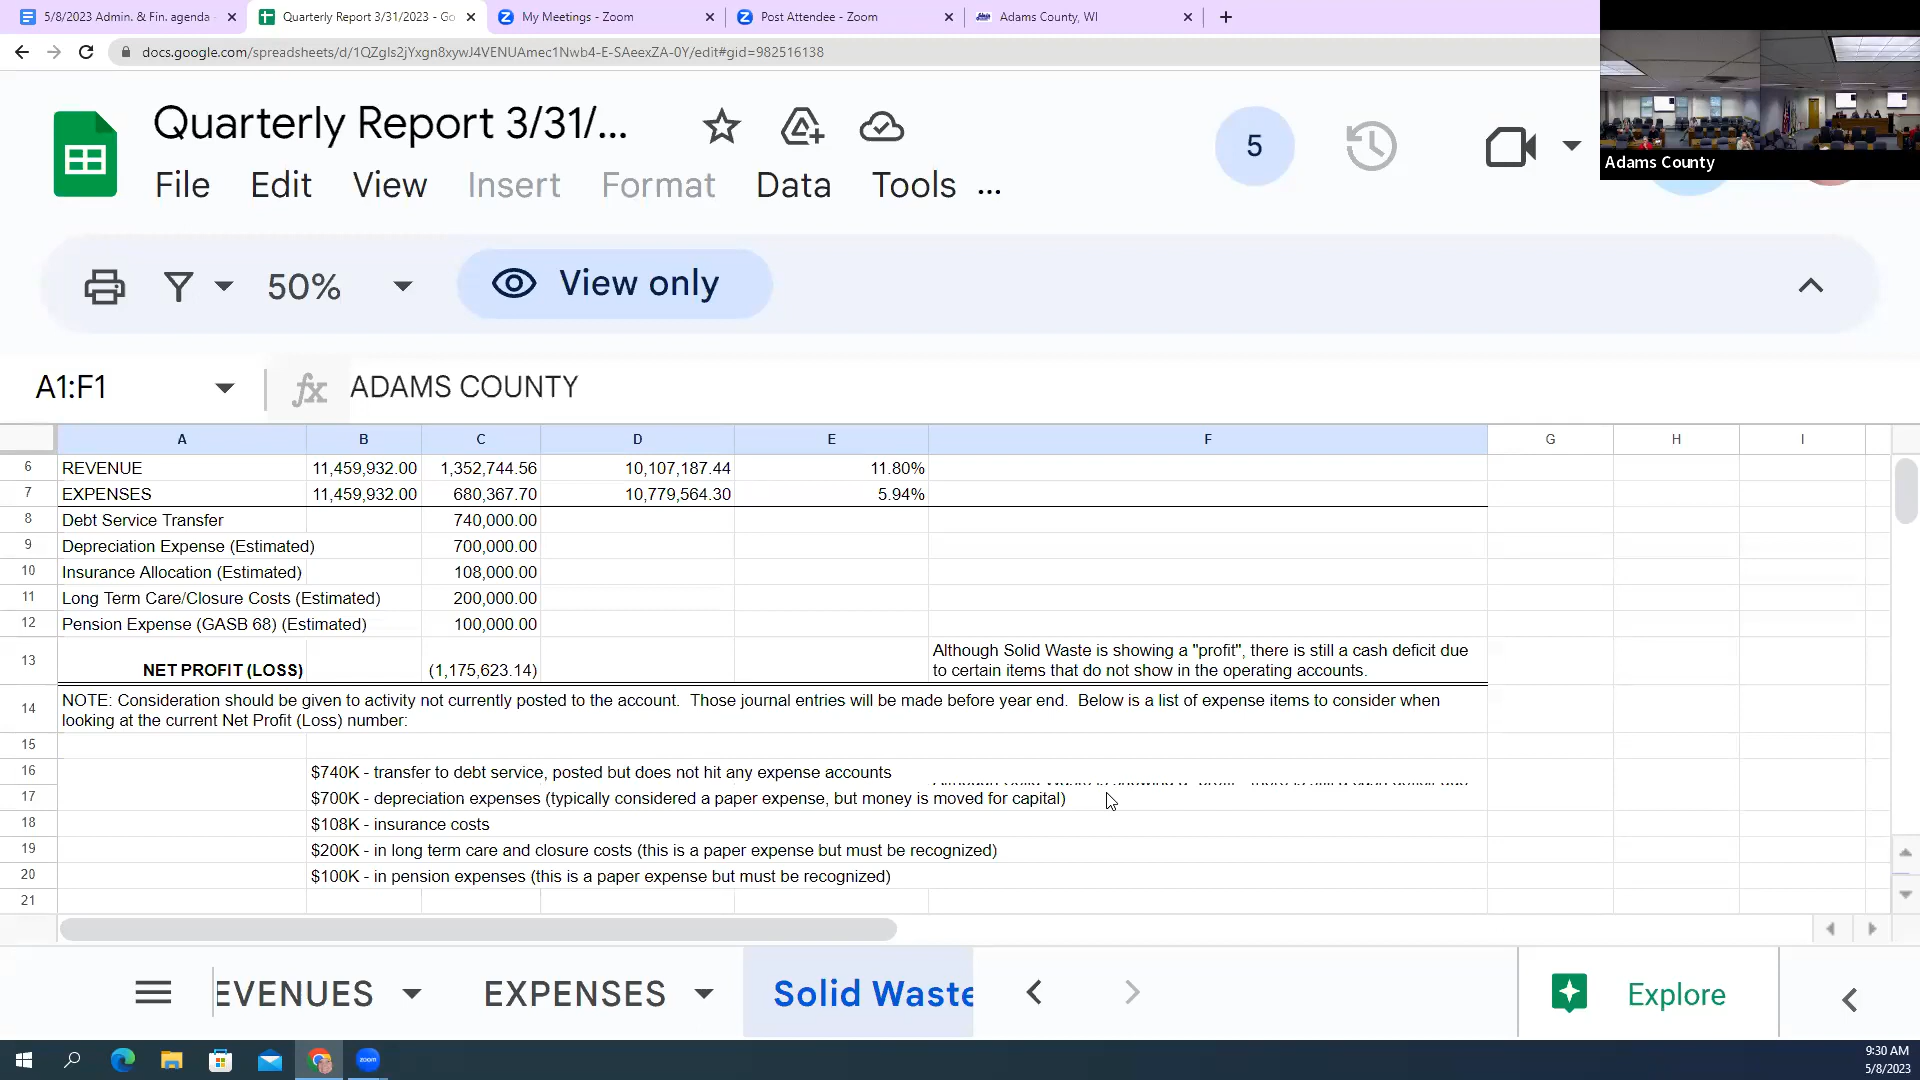 5/8/2023 Admin. & Fin. agenda
Quarterly Report 3/31/2023 - Go
My Meetings - Zoom
Post Attendee - Zoom
Adams County, WI
docs.google.com/spreadsheets/d/1QZgIs2jYxgn8xywJ4VENUAmec1Nwb4-E-SAeexZA-0Y/edit#gid=982516138
Quarterly Report 3/31/...
5
Adams County
File Edit View Insert Format Data Tools ...
50%
View only
A1:F1
fx
ADAMS COUNTY
A B C D E F G H I
6 REVENUE 11,459,932.00 1,352,744.56 10,107,187.44 11.80%
7 EXPENSES 11,459,932.00 680,367.70 10,779,564.30 5.94%
8 Debt Service Transfer 740,000.00
9 Depreciation Expense (Estimated) 700,000.00
10 Insurance Allocation (Estimated) 108,000.00
11 Long Term Care/Closure Costs (Estimated) 200,000.00
12 Pension Expense (GASB 68) (Estimated) 100,000.00
13 NET PROFIT (LOSS) (1,175,623.14)
Although Solid Waste is showing a "profit", there is still a cash deficit due
to certain items that do not show in the operating accounts.
14 NOTE: Consideration should be given to activity not currently posted to the account. Those journal entries will be made before year end. Below is a list of expense items to consider when
looking at the current Net Profit (Loss) number:
15
16 $740K - transfer to debt service, posted but does not hit any expense accounts
17 $700K - depreciation expenses (typically considered a paper expense, but money is moved for capital)
18 $108K - insurance costs
19 $200K - in long term care and closure costs (this is a paper expense but must be recognized)
20 $100K - in pension expenses (this is a paper expense but must be recognized)
21
EVENUES
EXPENSES
Solid Waste
Explore
zoom
9:30 AM
5/8/2023